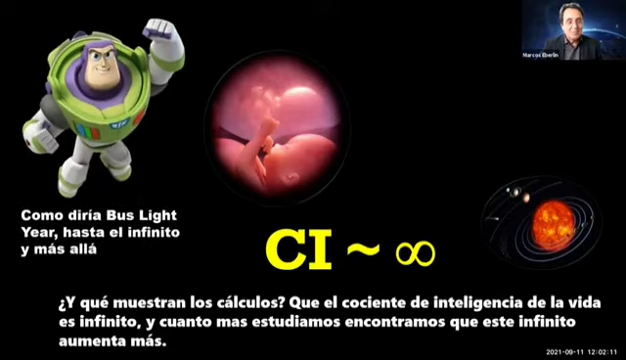 Marcos Eberlin
Como diría Bus Light
Year, hasta el infinito
y más allá
CI ~ ∞
¿Y qué muestran los cálculos? Que el cociente de inteligencia de la vida
es infinito, y cuanto mas estudiamos encontramos que este infinito
aumenta más.
2021-09-11 12:02:11